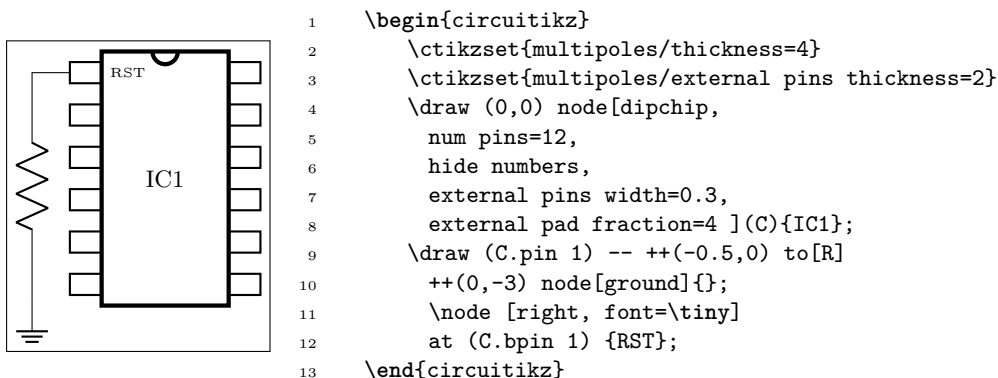 RST
IC1
1 \begin{circuitikz}
2 \ctikzset{multipoles/thickness=4}
3 \ctikzset{multipoles/external pins thickness=2}
4 \draw (0,0) node[dipchip,
5 num pins=12,
6 hide numbers,
7 external pins width=0.3,
8 external pad fraction=4 ](C){IC1};
9 \draw (C.pin 1) -- ++(-0.5,0) to[R]
10 ++(0,-3) node[ground]{};
11 \node [right, font=\tiny]
12 at (C.bpin 1) {RST};
13 \end{circuitikz}